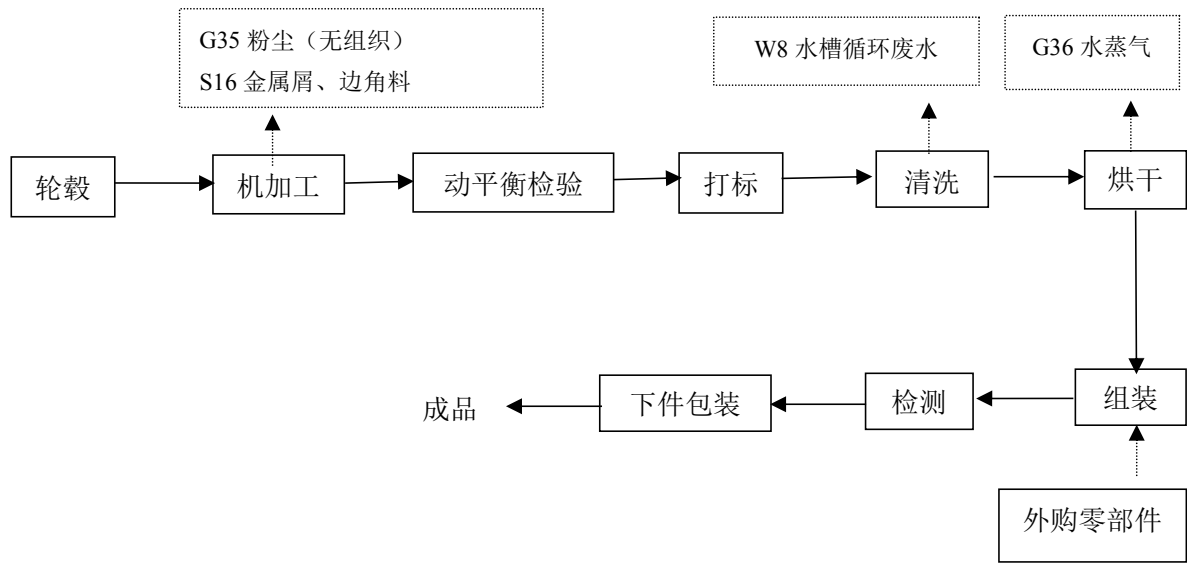 G35 粉尘（无组织）
S16 金属屑、边角料
W8 水槽循环废水
G36 水蒸气
轮毂
机加工
动平衡检验
打标
清洗
烘干
成品
下件包装
检测
组装
外购零部件